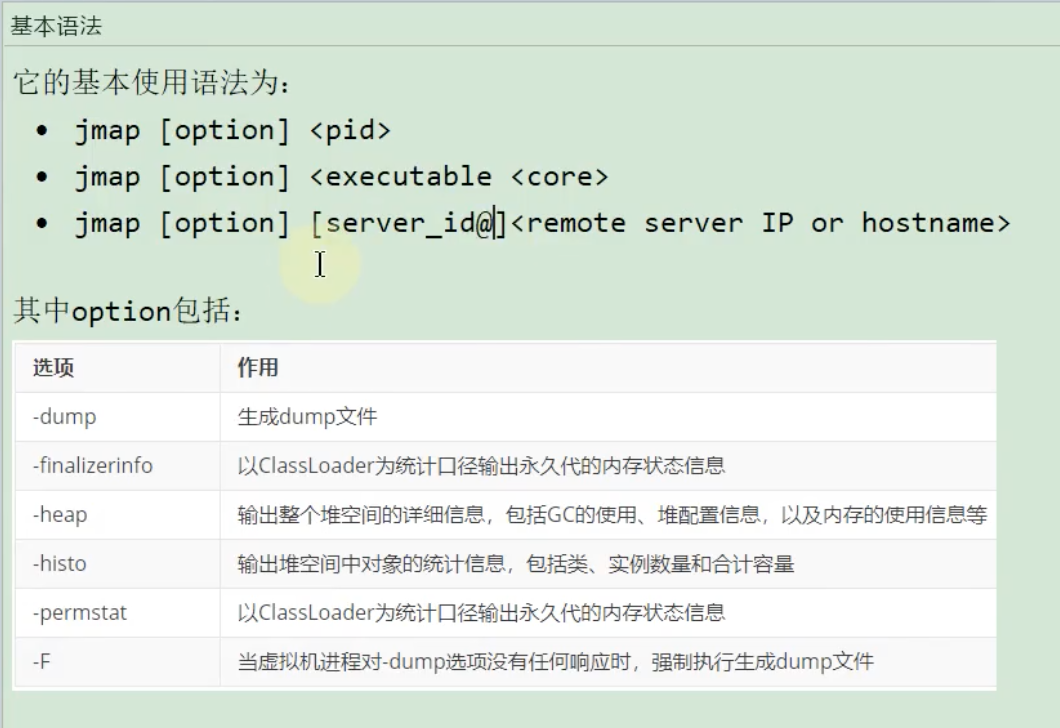 基本语法
它的基本使用语法为：
• jmap [option] <pid>
• jmap [option] <executable <core>
• jmap [option] [server_id@]<remote server IP or hostname>
其中option包括：
选项 作用
-dump 生成dump文件
-finalizerinfo 以ClassLoader为统计口径输出永久代的内存状态信息
-heap 输出整个堆空间的详细信息，包括GC的使用、堆配置信息，以及内存的使用信息等
-histo 输出堆空间中对象的统计信息，包括类、实例数量和合计容量
-permstat 以ClassLoader为统计口径输出永久代的内存状态信息
-F 当虚拟机进程对-dump选项没有任何响应时，强制执行生成dump文件